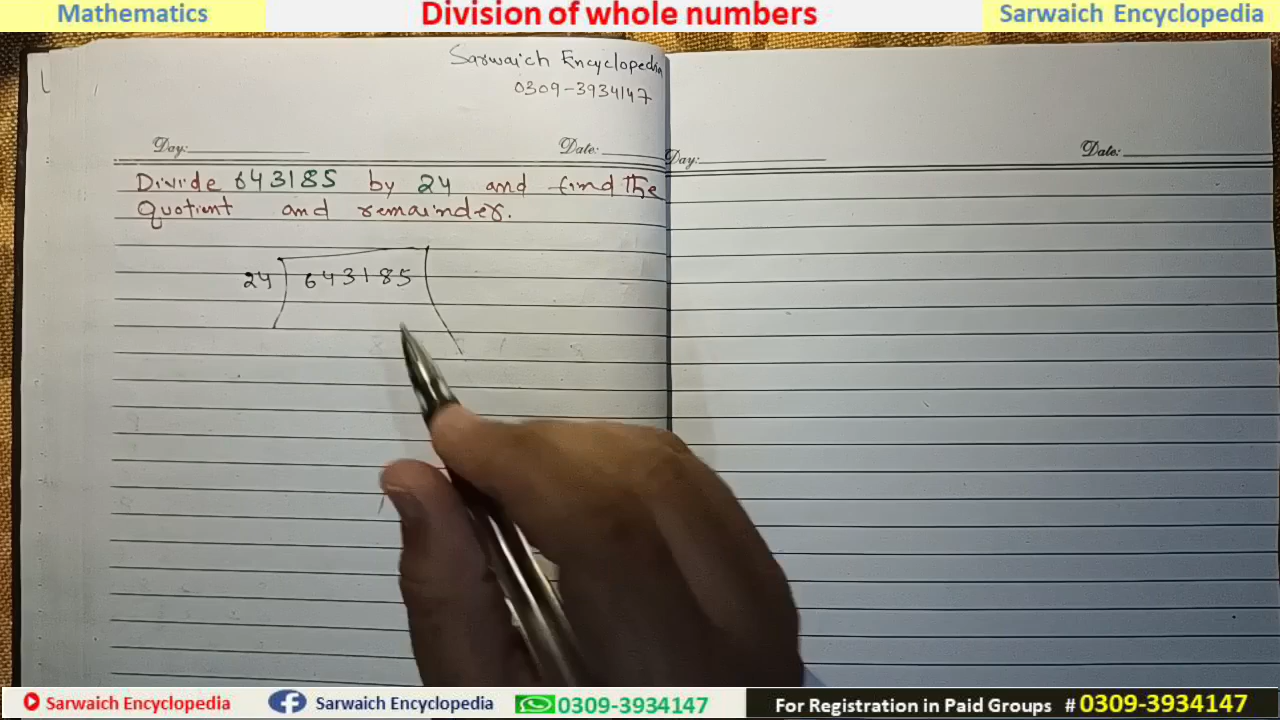 Mathematics
Division of whole numbers
Sarwaich Encyclopedia
Sarwaich Encyclopedia
0309-3934147
Day:
Date:
Day:
Date:
Divide 643185 by 24 and find the
Quotient and remainder.
24 643185
Sarwaich Encyclopedia
Sarwaich Encyclopedia
0309-3934147
For Registration in Paid Groups # 0309-3934147